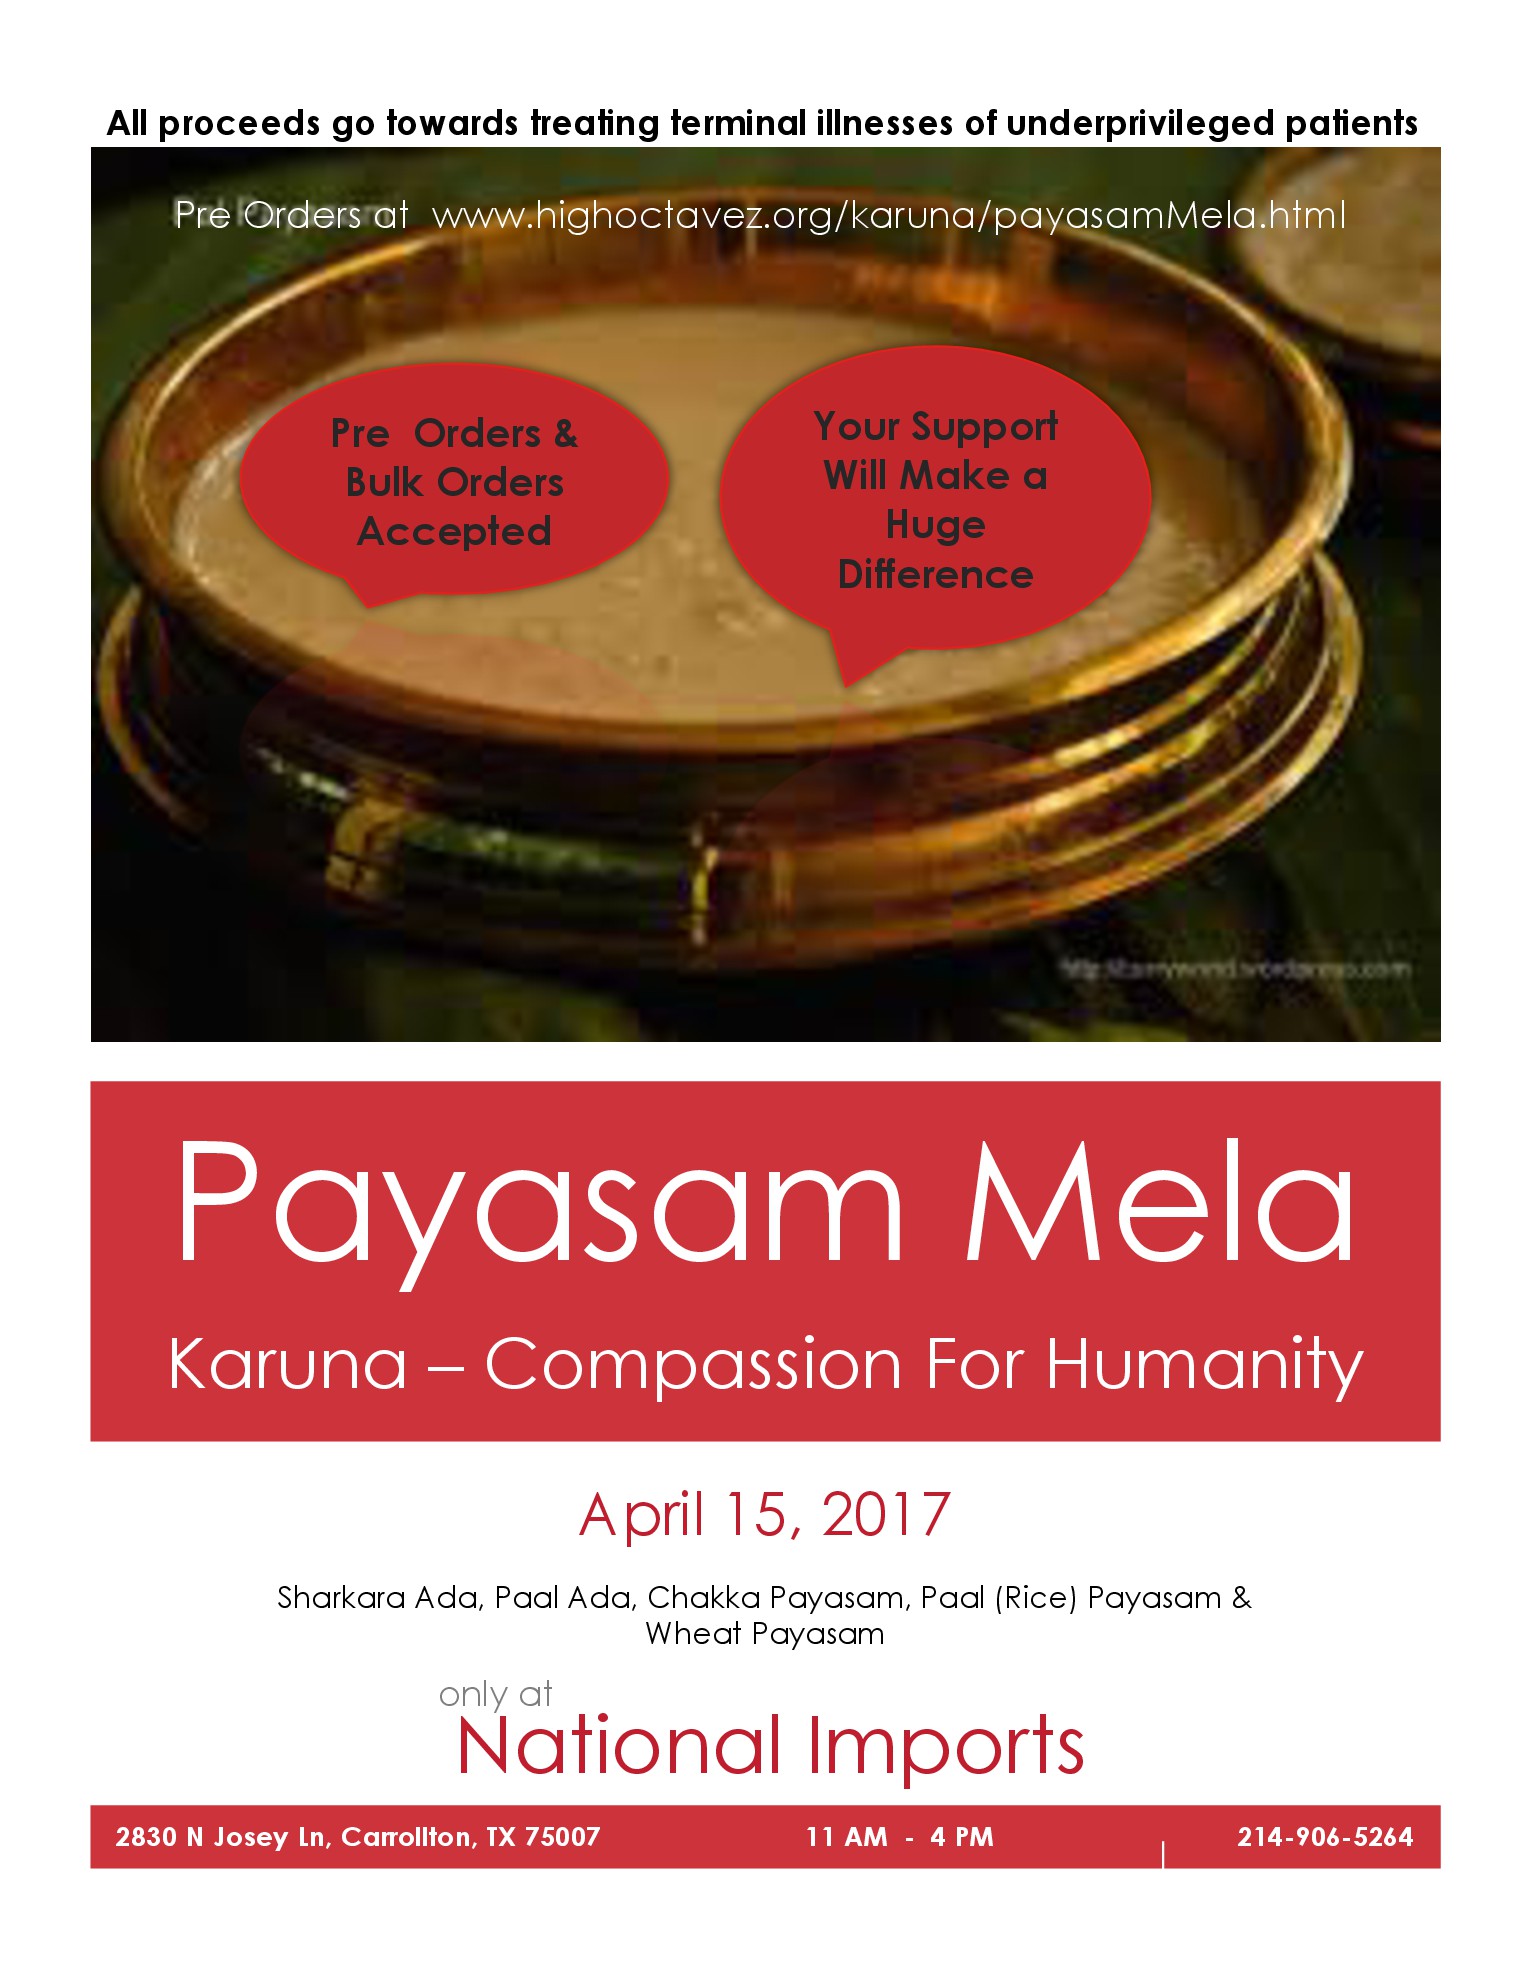 All proceeds go towards treating terminal illnesses of underprivileged patients
Pre Orders at www.highoctavez.org/karuna/payasamMela.html
Pre Orders &
Bulk Orders
Accepted
Your Support
Will Make a
Huge
Difference
Payasam Mela
Karuna – Compassion For Humanity
April 15, 2017
Sharkara Ada, Paal Ada, Chakka Payasam, Paal (Rice) Payasam &
Wheat Payasam
only at
National Imports
2830 N Josey Ln, Carrollton, TX 75007 11 AM - 4 PM 214-906-5264